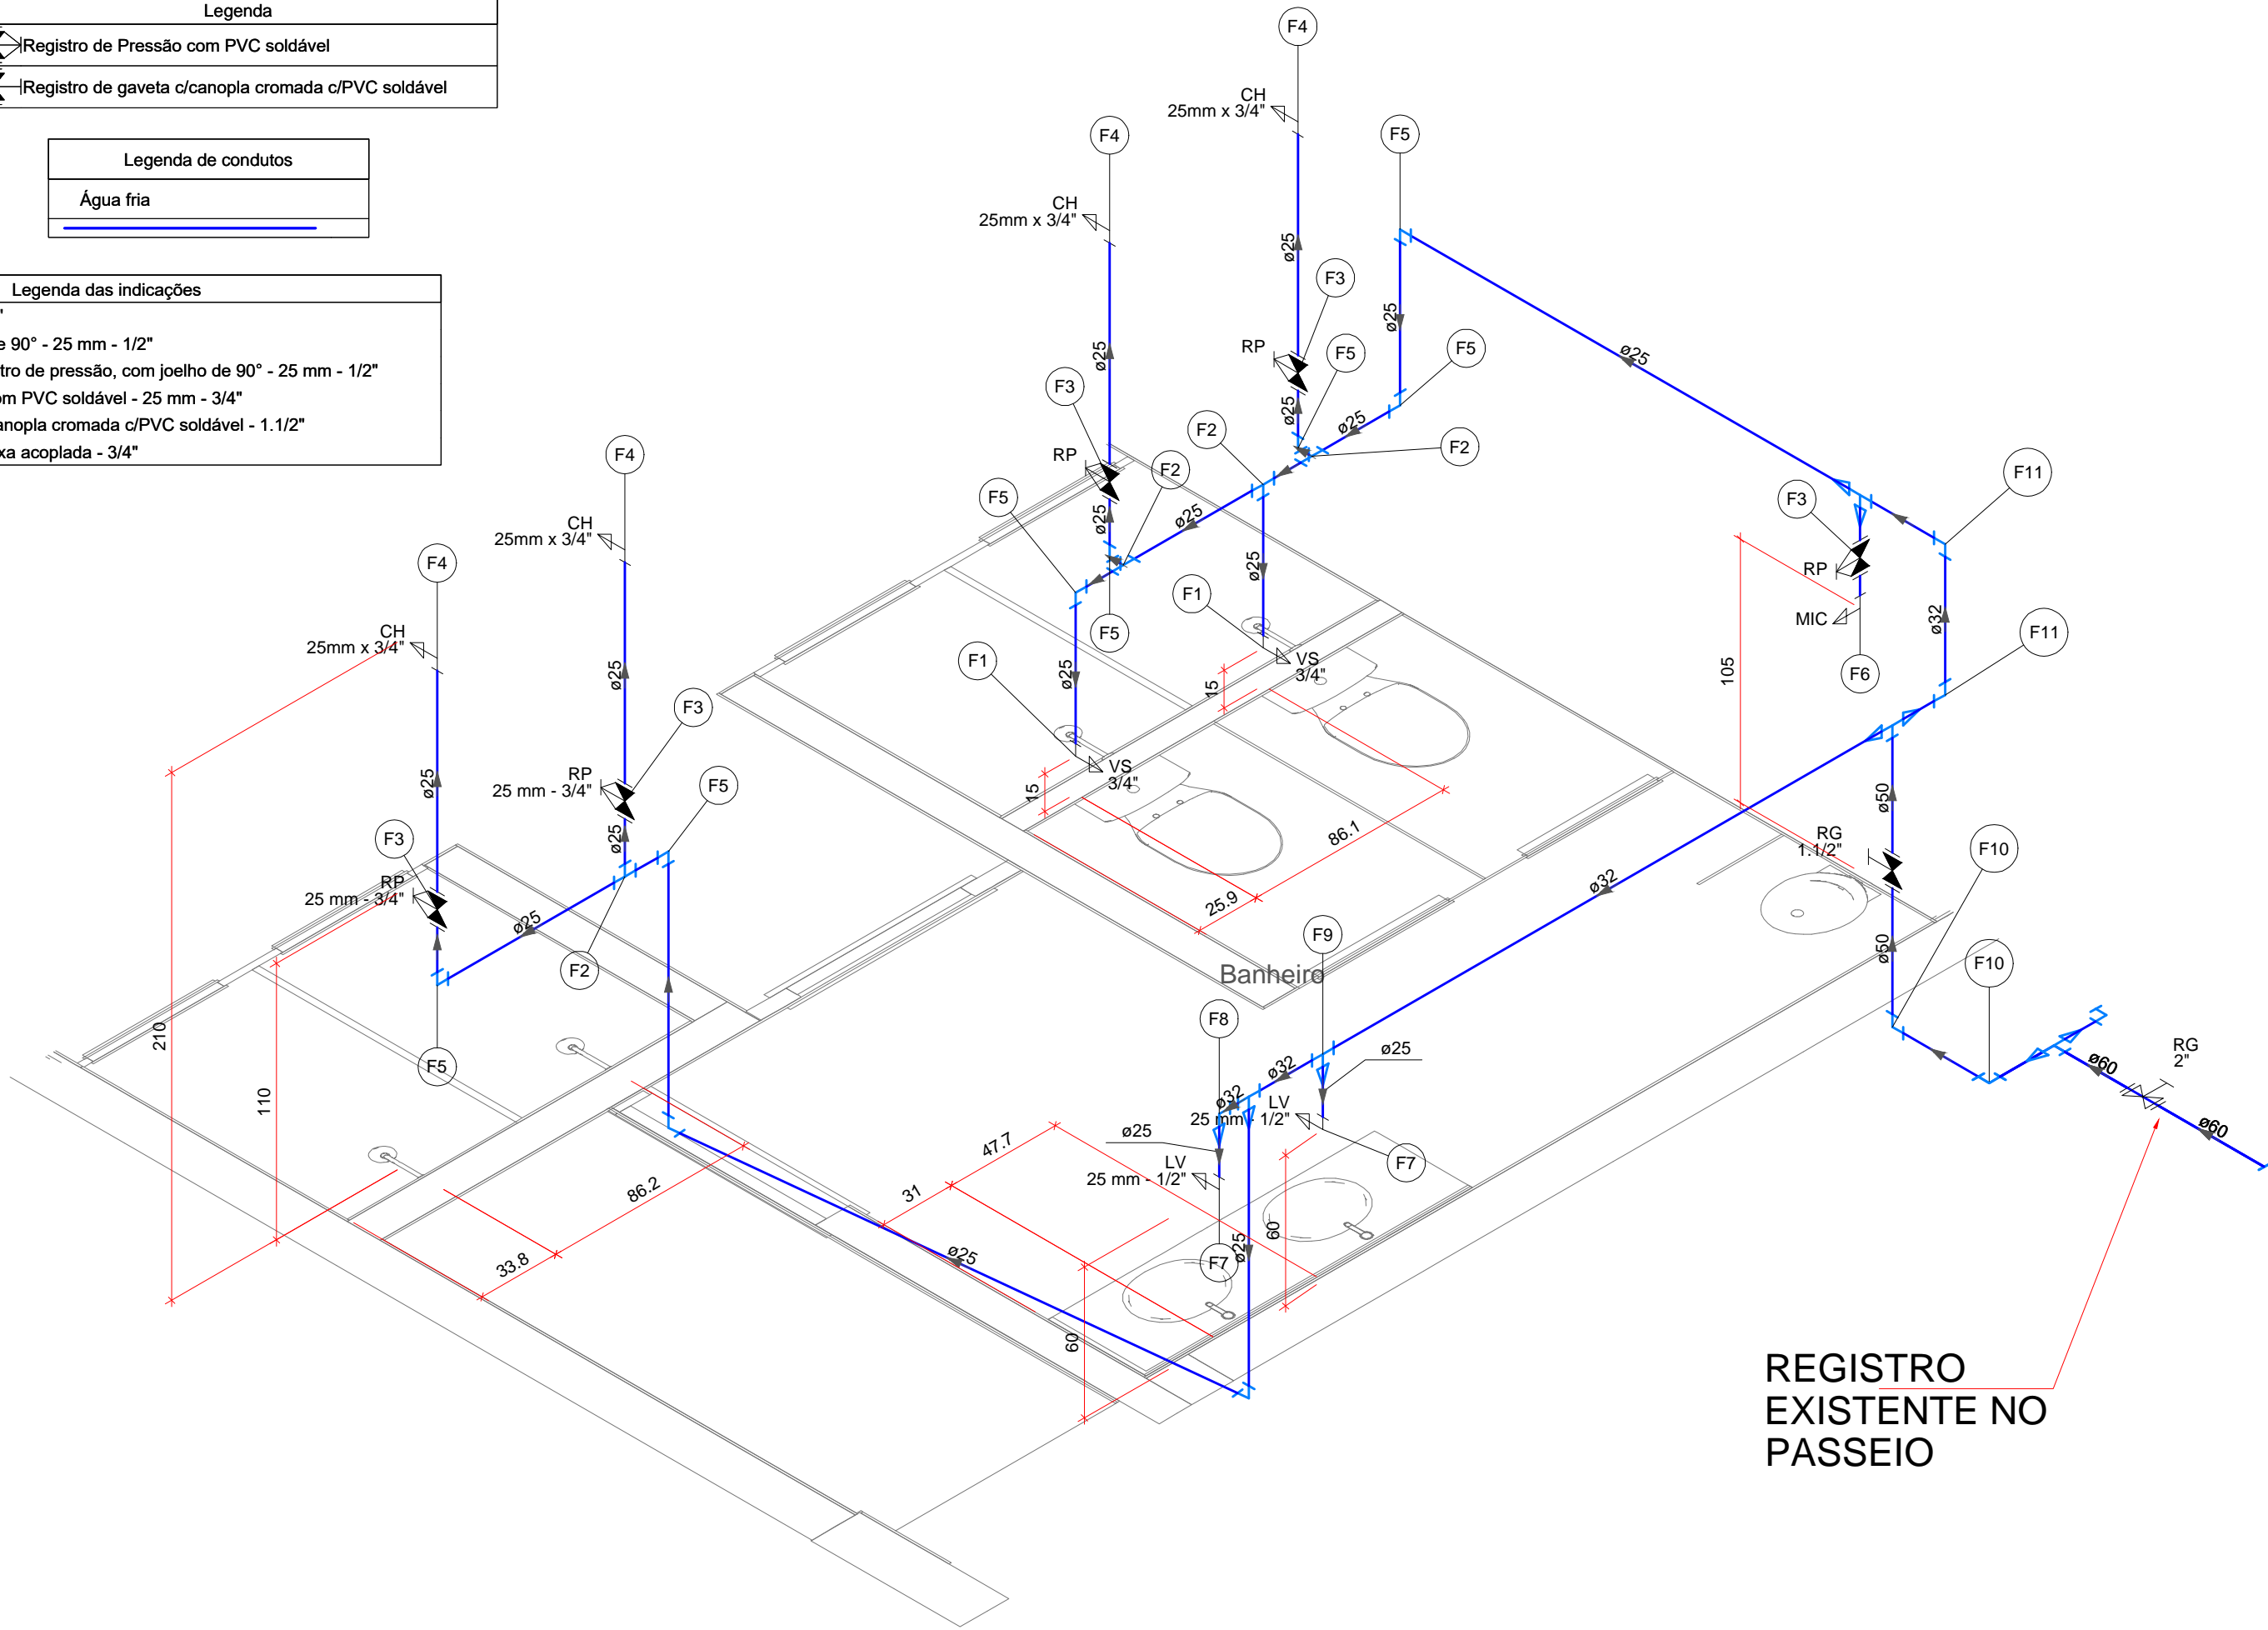 Legenda
Registro de Pressão com PVC soldável
Registro de gaveta c/canopla cromada c/PVC soldável
Legenda de condutos
Água fria
Legenda das indicações
"
e 90° - 25 mm - 1/2"
tro de pressão, com joelho de 90° - 25 mm - 1/2"
om PVC soldável - 25 mm - 3/4"
anopla cromada c/PVC soldável - 1.1/2"
xa acoplada - 3/4"
F4
CH
25mm x 3/4"
F4
F5
CH
25mm x 3/4"
ø25
F3
ø25
ø25
RP
F5
F5
ø25
F3
ø25
ø25
F2
F2
RP
F2
F5
ø25
ø25
ø25
F1
F5
F1
ø25
VS
3/4"
15
VS
3/4"
15
86.1
25.9
ø25
F11
F3
RP
MIC
F6
105
ø32
F11
ø50
RG
1.1/2"
F10
ø50
F10
ø32
F4
CH
25mm x 3/4"
F4
CH
25mm x 3/4"
ø25
F3
RP
25 mm - 3/4"
F5
ø25
ø25
F3
RP
25 mm - 3/4"
ø25
F2
F5
210
110
Banheiro
F9
F8
ø25
ø32
ø32
LV
25 mm - 1/2"
ø25
F7
LV
25 mm - 1/2"
F7
ø25
60
60
47.7
31
86.2
33.8
ø25
RG
2"
ø60
ø60
REGISTRO
EXISTENTE NO
PASSEIO